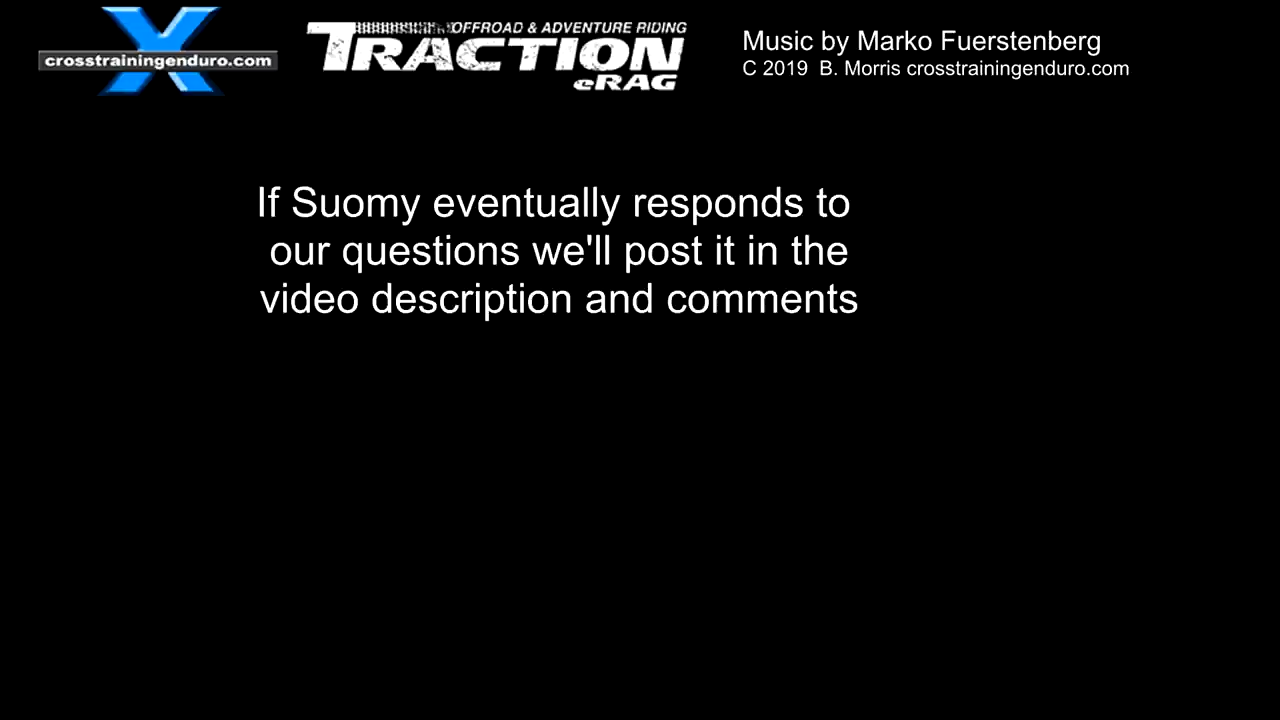 X
crosstrainingenduro.com
OFFROAD & ADVENTURE RIDING
TRACTION
eRAG
Music by Marko Fuerstenberg
C 2019 B. Morris crosstrainingenduro.com
If Suomy eventually responds to
our questions we'll post it in the
video description and comments